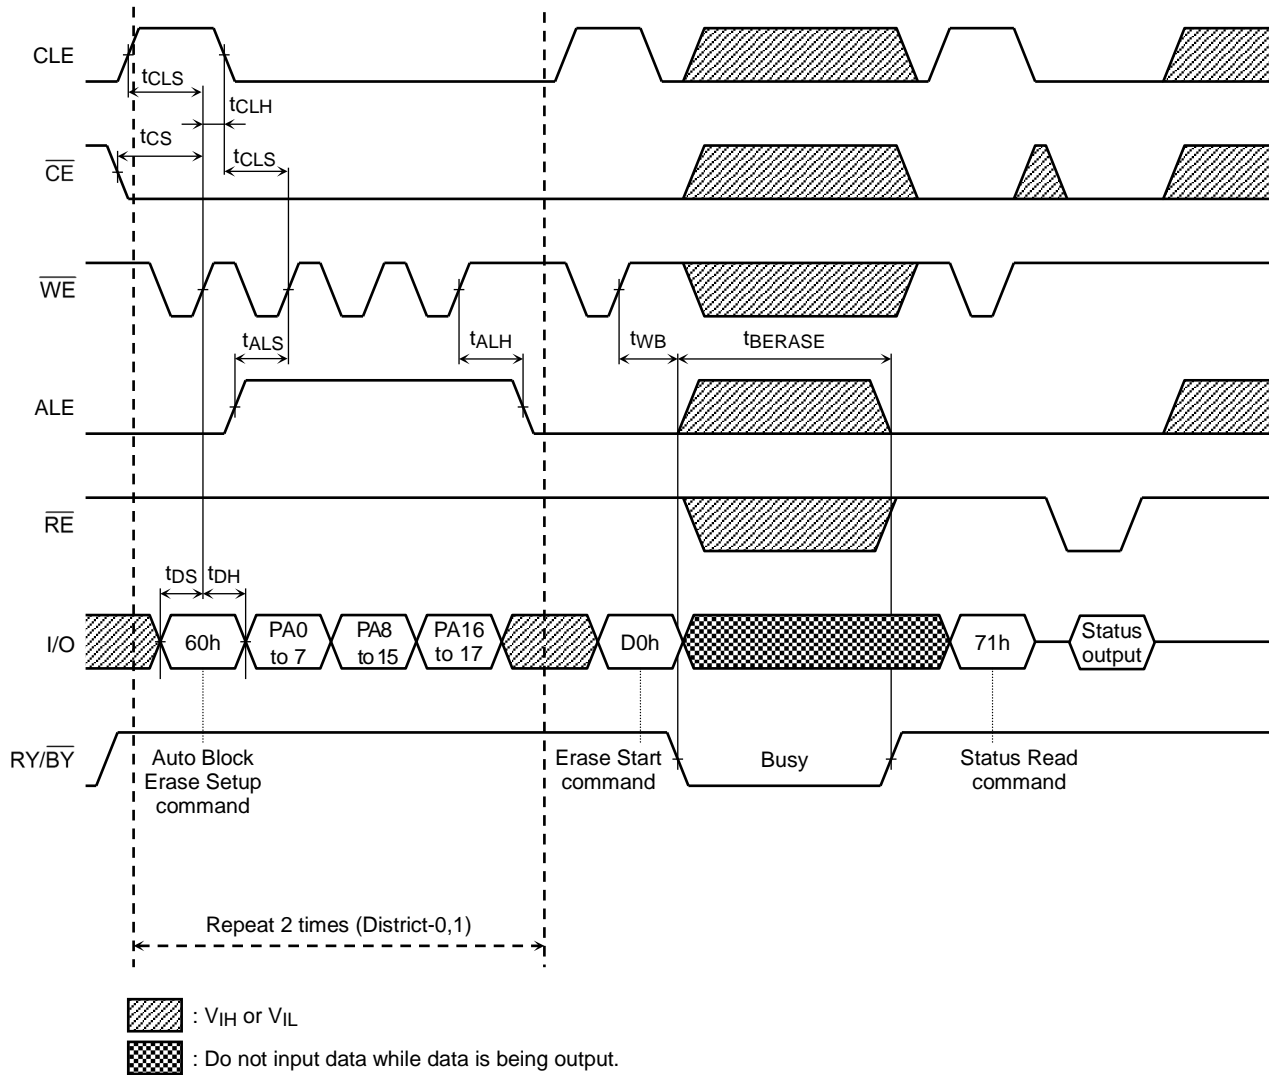 CLE
tCLS
tCLH
tCS
tCLS
CE
WE
tALS
tALH
tWB
tBERASE
ALE
RE
tDS
tDH
I/O
60h
PA0
to 7
PA8
to 15
PA16
to 17
D0h
71h
Status
output
RY/BY
Auto Block
Erase Setup
command
Erase Start
command
Busy
Status Read
command
Repeat 2 times (District-0,1)
: VIH or VIL
: Do not input data while data is being output.